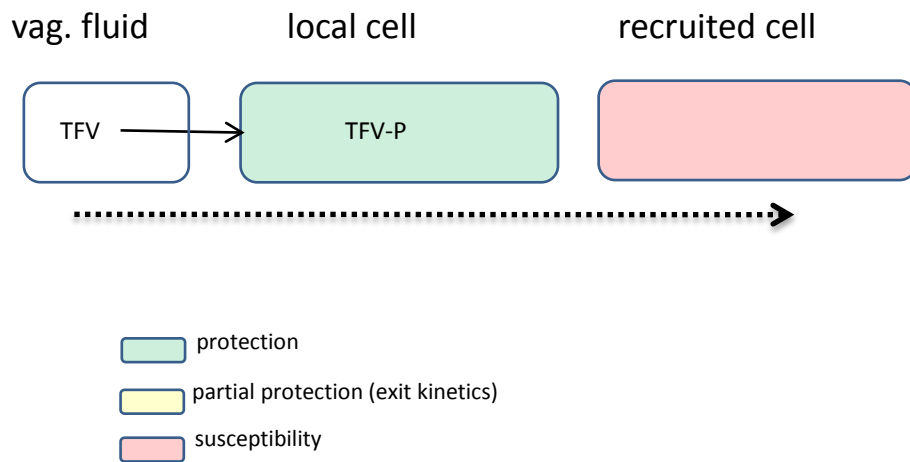 vag. fluid local cell recruited cell
TFV TFV-P
protection
partial protection (exit kinetics)
susceptibility